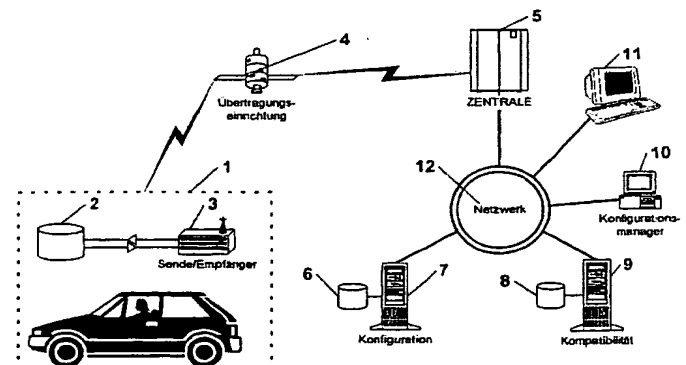 5
4
11
Übertragungs-
einrichtung
ZENTRALE
1
12
10
2
3
Netzwerk
Konfigurations-
manager
Sende/Empfänger
6
7
8
9
Konfiguration
Kompatibilität